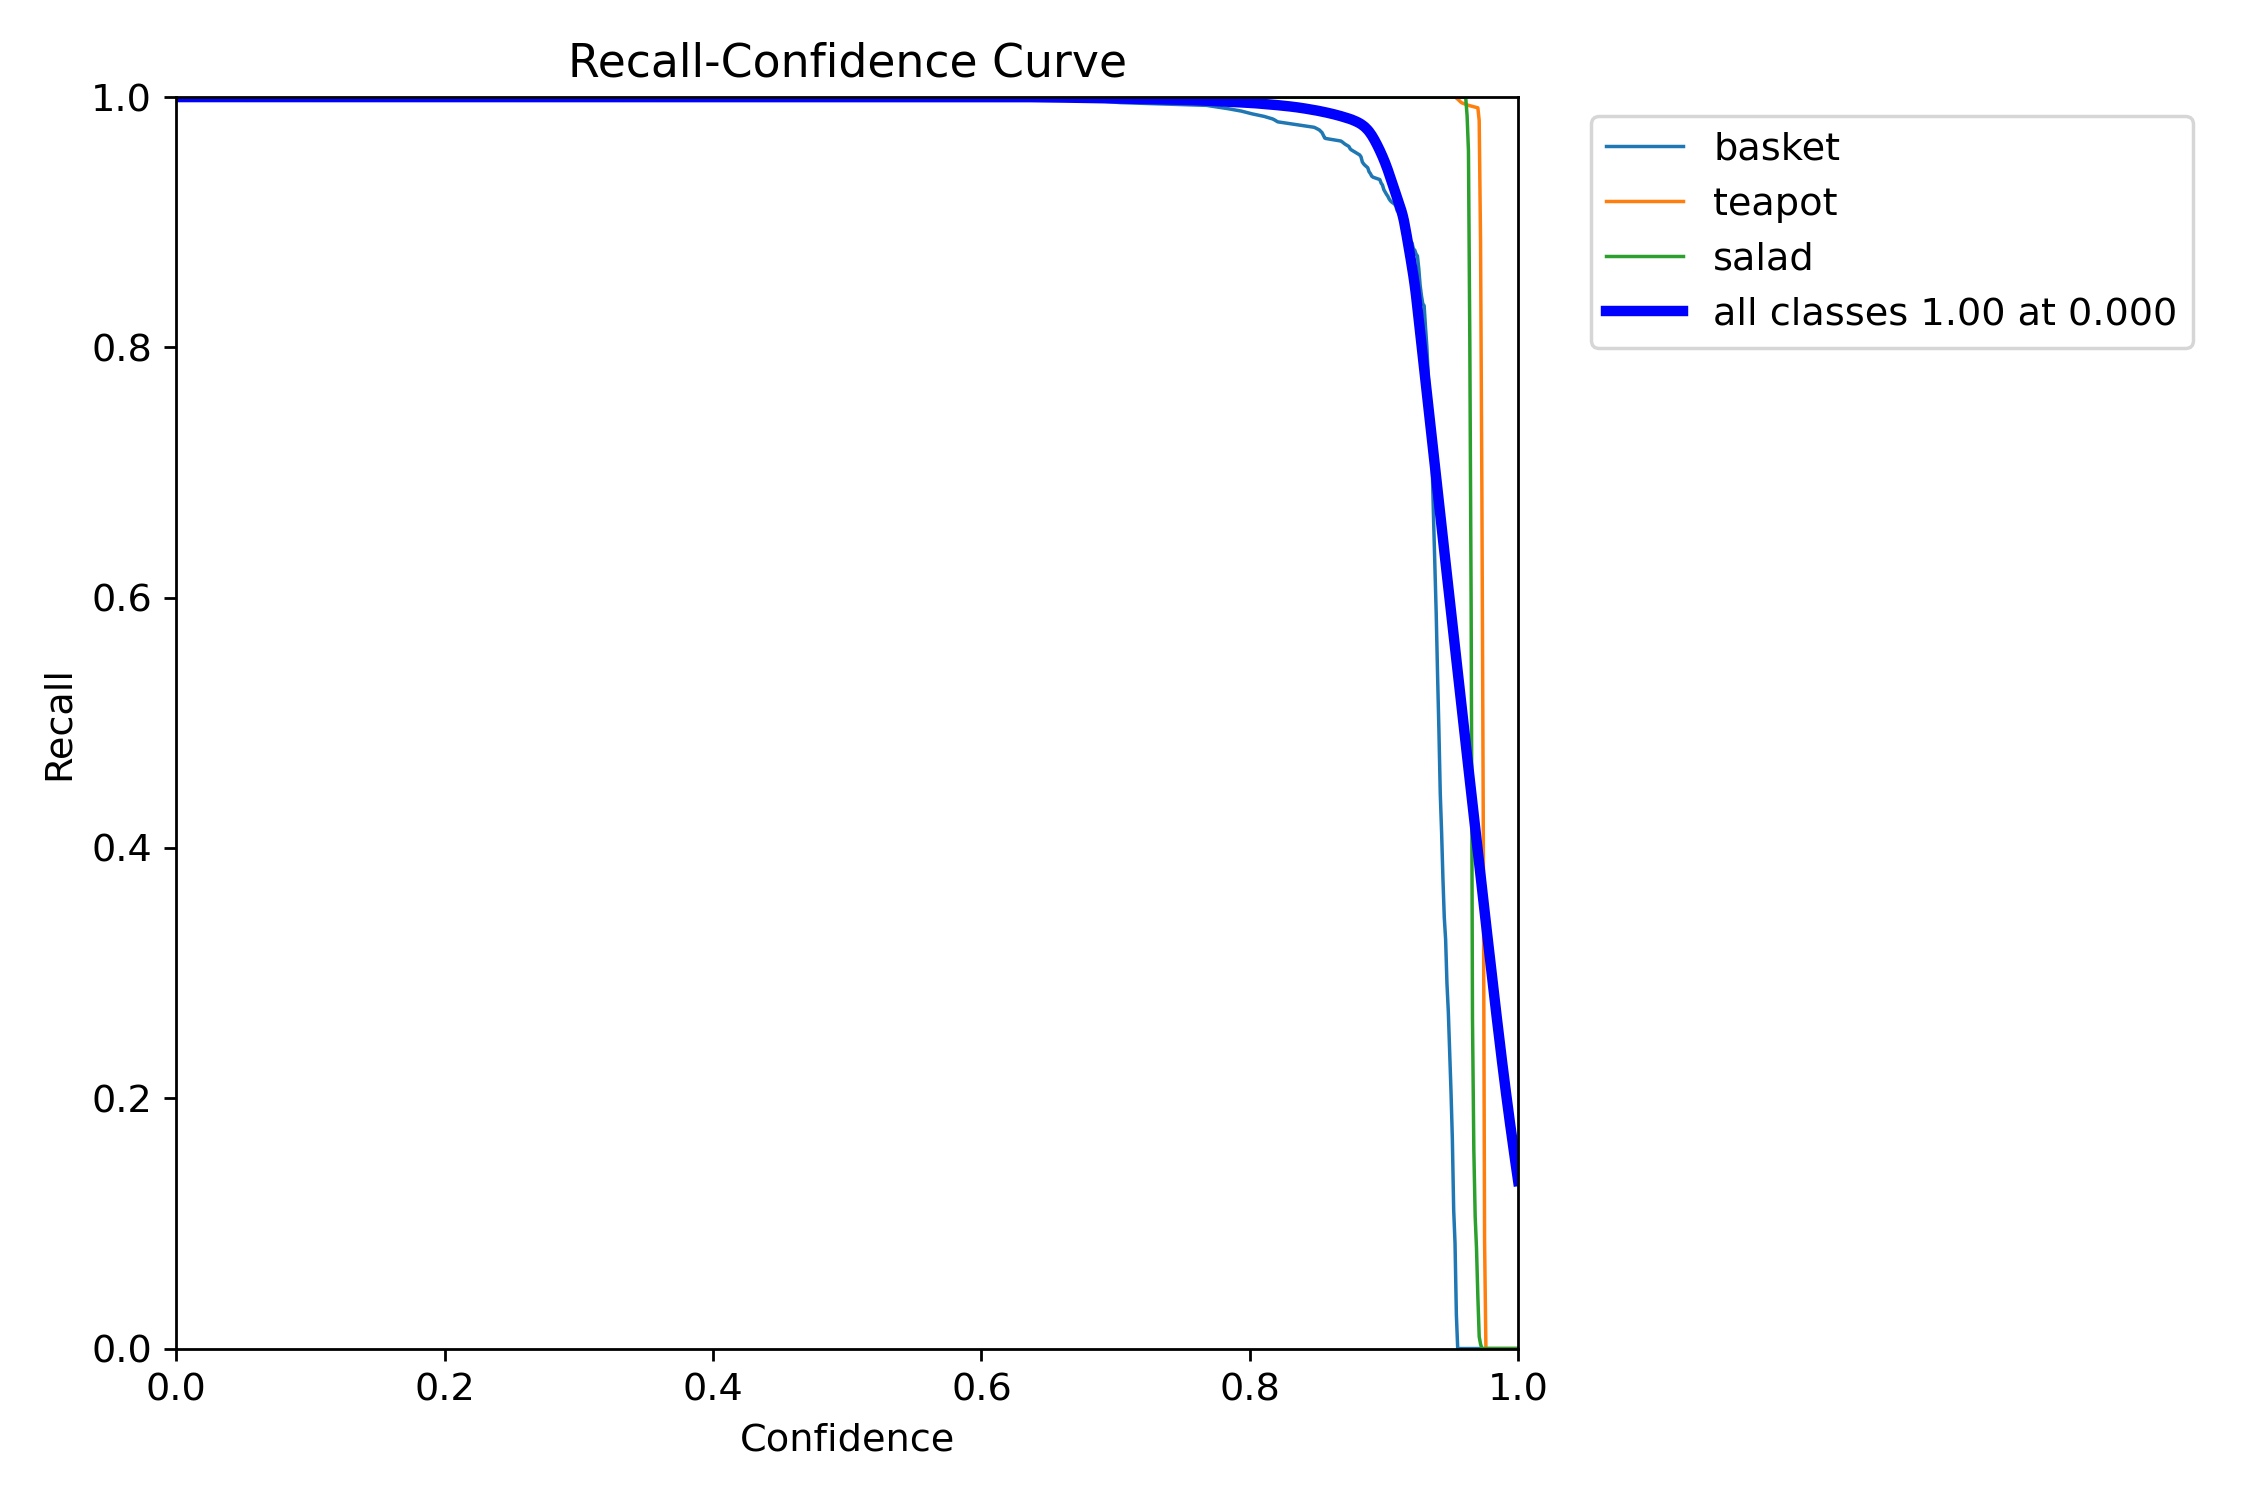 Recall-Confidence Curve
1.0
0.8
0.6
0.4
0.2
0.0
Recall
0.0 0.2 0.4 0.6 0.8 1.0
Confidence
basket
teapot
salad
all classes 1.00 at 0.000